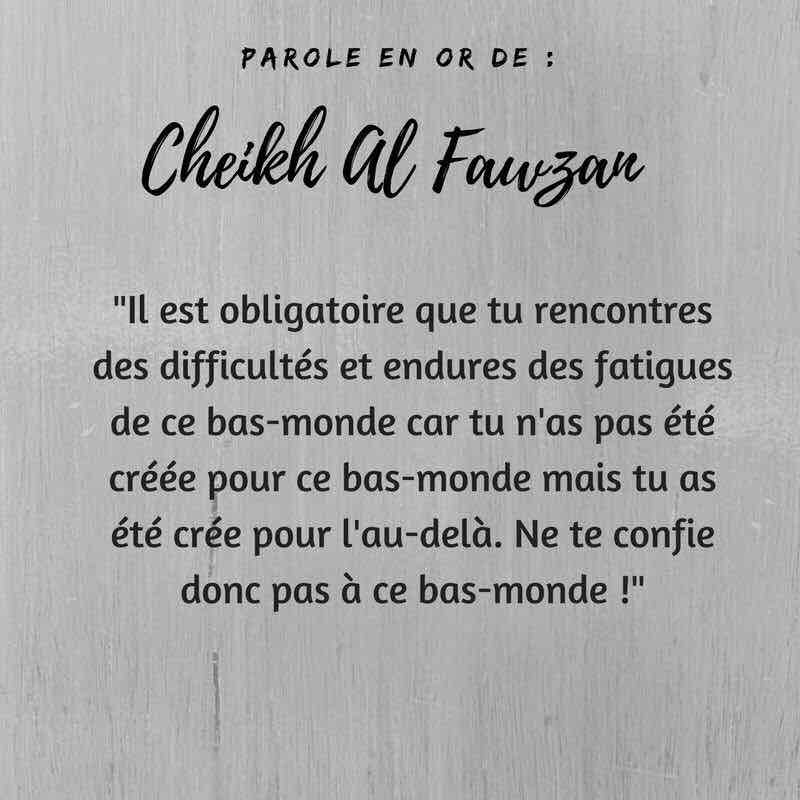 PAROLE EN OR DE :
Cheikh Al Fawzan
"Il est obligatoire que tu rencontres
des difficultés et endures des fatigues
de ce bas-monde car tu n'as pas été
créée pour ce bas-monde mais tu as
été crée pour l'au-delà. Ne te confie
donc pas à ce bas-monde !"